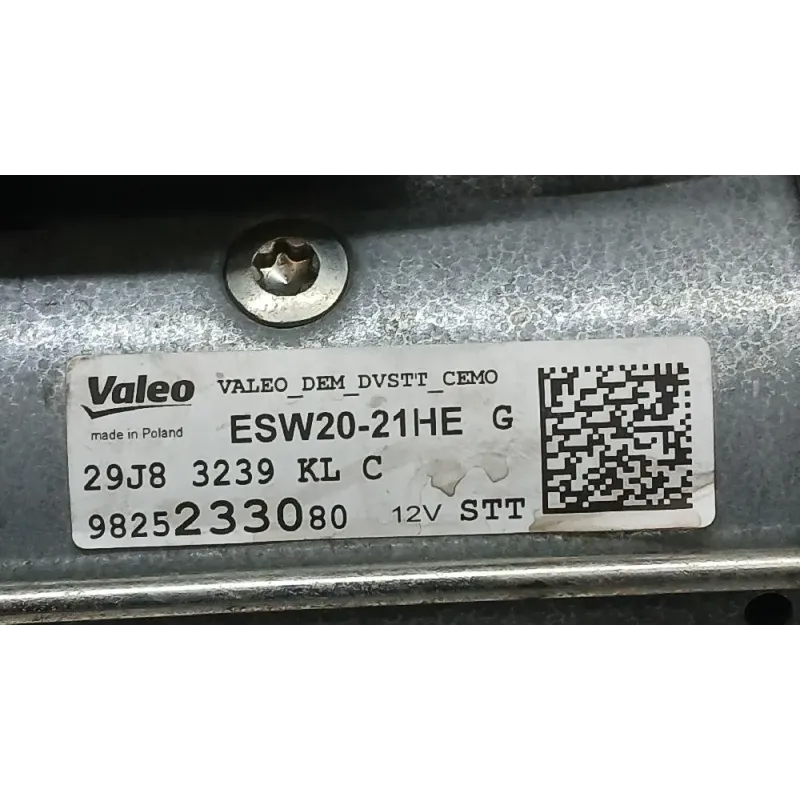 Valeo VALEO_DEM_DVSTT_CEMO
made in Poland ESW20-21HE G
29J8 3239 KL C
9825233080 12V STT